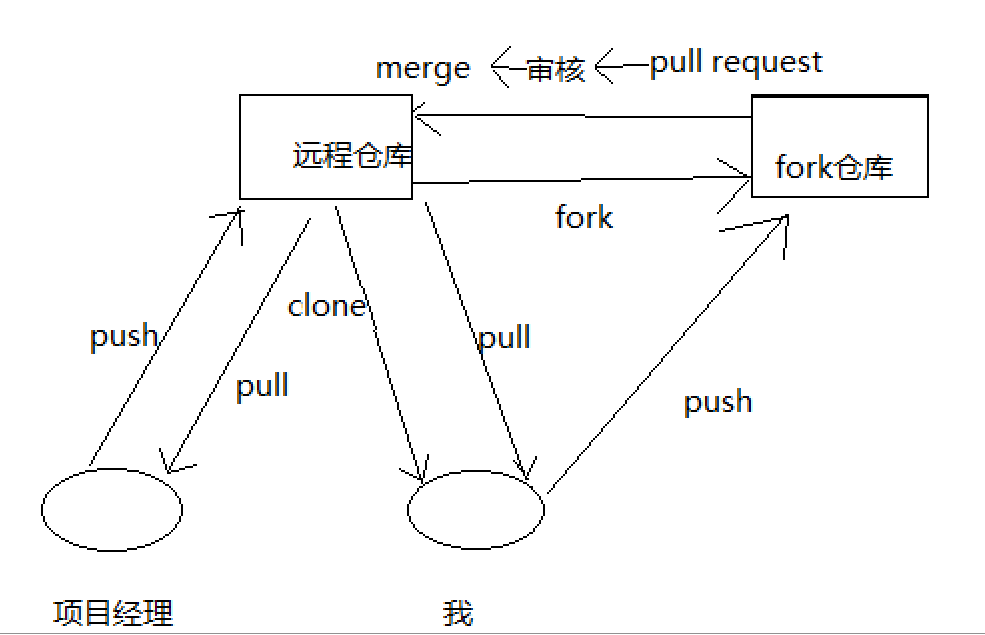 merge
审核
pull request
远程仓库
fork仓库
fork
clone
push
pull
pull
push
项目经理
我